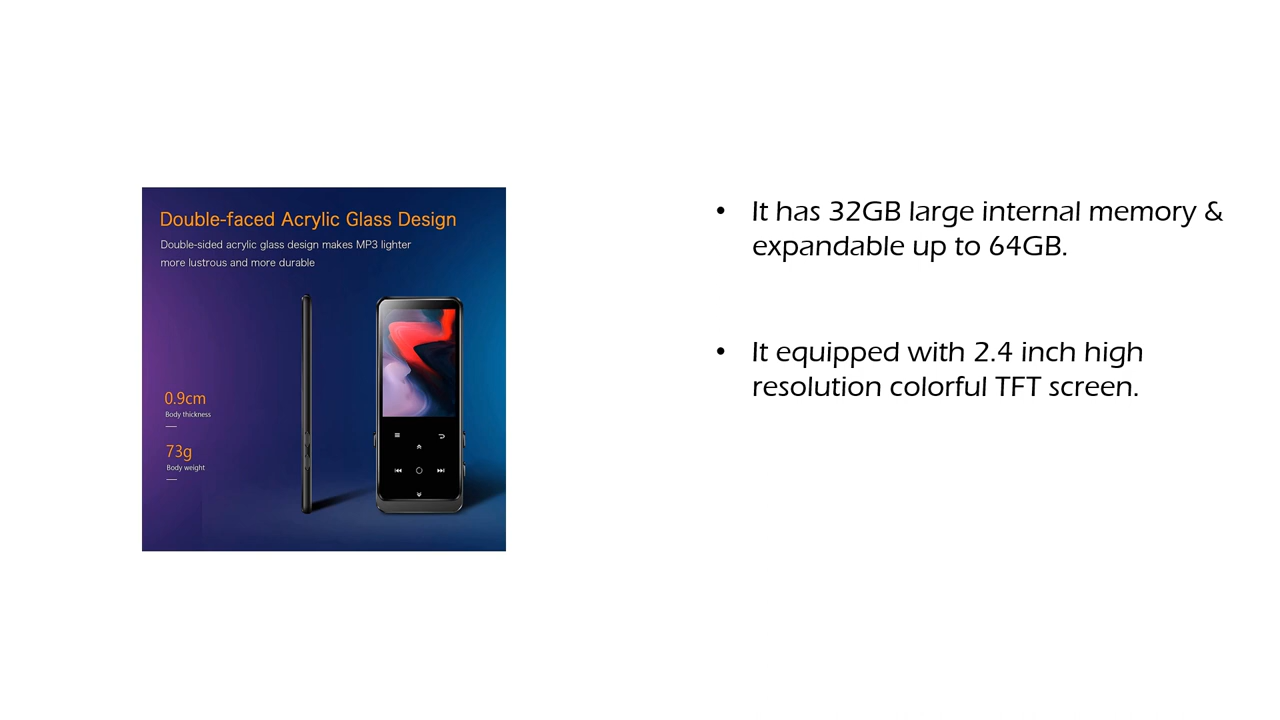 Double-faced Acrylic Glass Design
Double-sided acrylic glass design makes MP3 lighter
more lustrous and more durable
0.9cm
Body thickness
73g
Body weight
• It has 32GB large internal memory &
expandable up to 64GB.
• It equipped with 2.4 inch high
resolution colorful TFT screen.